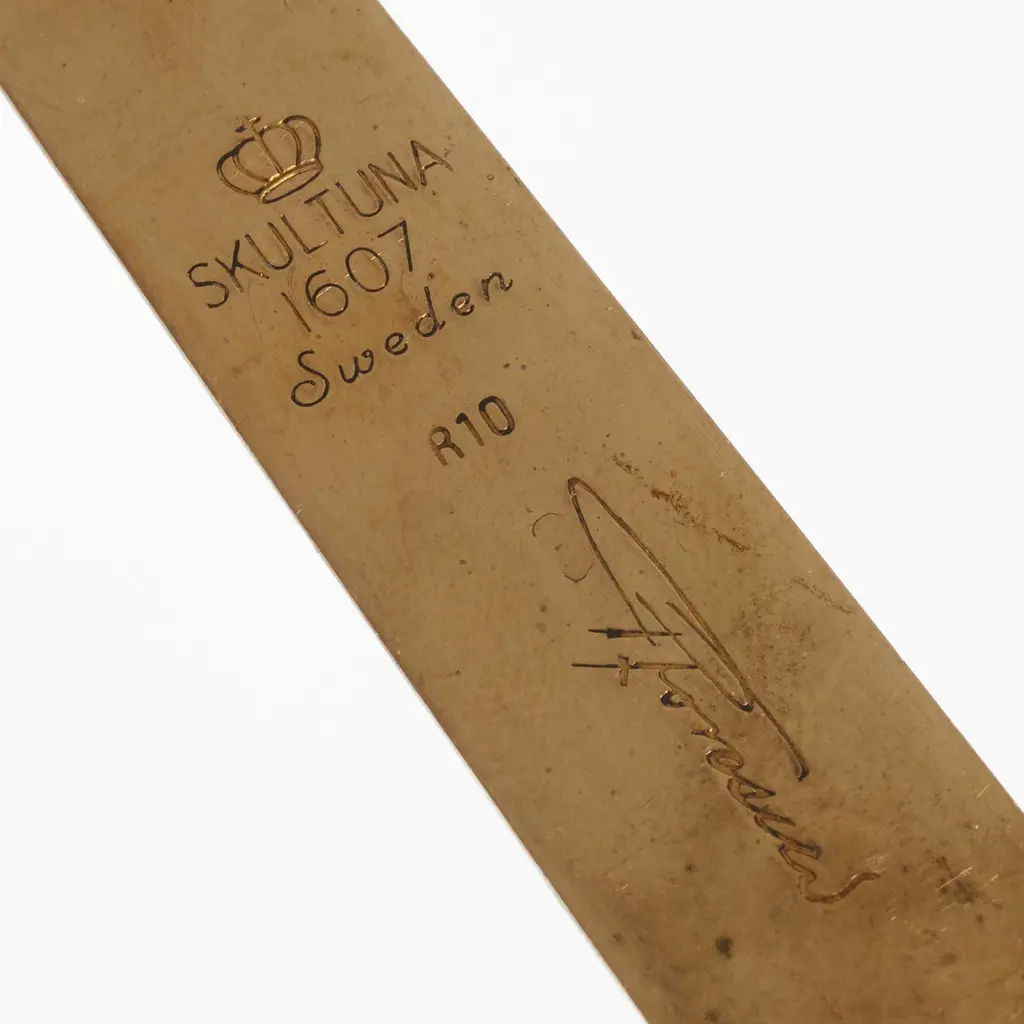 SKULTUNA
1607
Sweden
R10